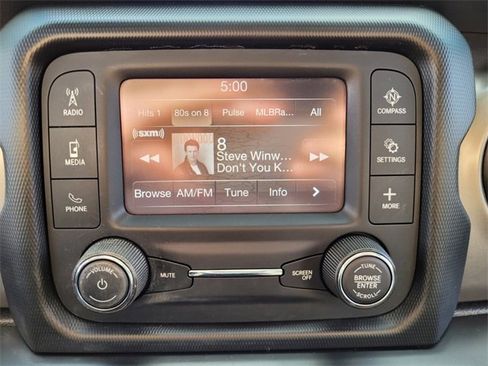 5:00
Hits 1 80s on 8 Pulse MLBRa... All
((sxm))
8
Steve Winw...
Don't You K...
Browse AM/FM Tune Info >
RADIO
MEDIA
PHONE
COMPASS
SETTINGS
MORE
VOLUME
MUTE
SCREEN
OFF
TUNE
BROWSE
ENTER
SCROLL